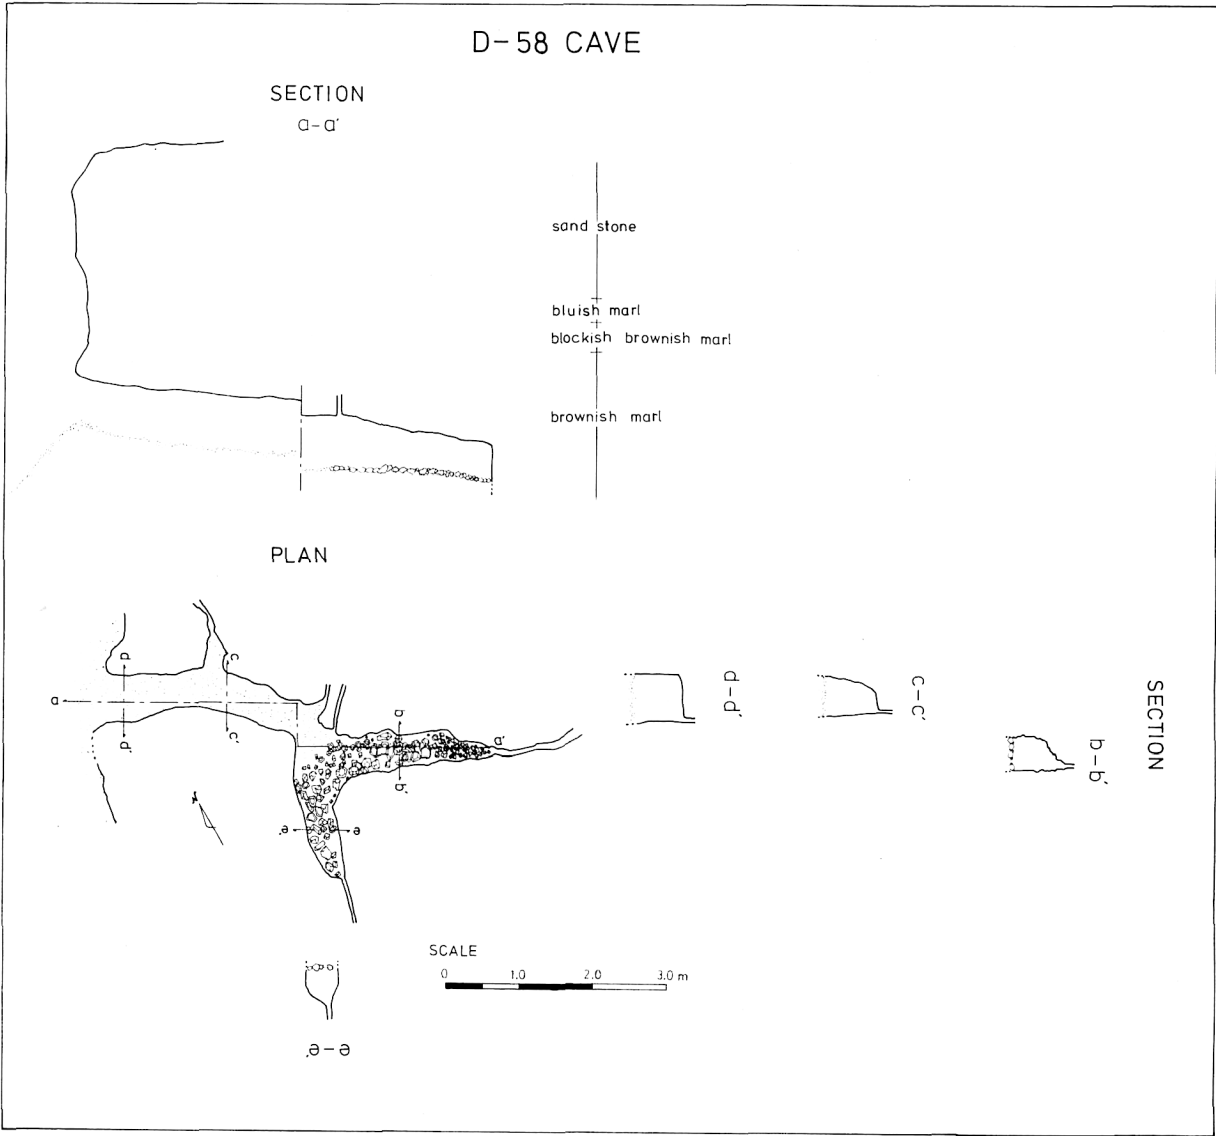 D-58 CAVE
SECTION
a-a'
sand stone
bluish marl
blockish brownish marl
brownish marl
PLAN
d
c
a
b
a'
d'
c'
b'
e'
e
d-d'
c-c'
b-b'
SECTION
SCALE
0 1.0 2.0 3.0 m
e-e'